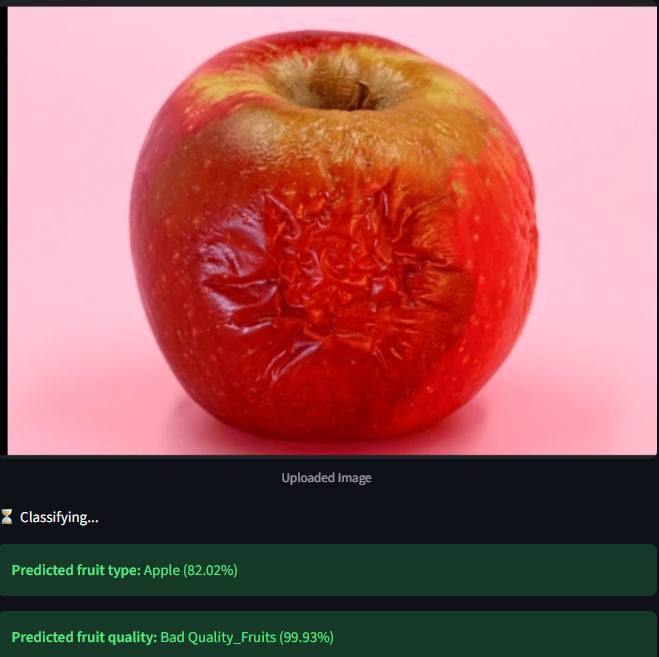 Uploaded Image
⏳ Classifying...
Predicted fruit type: Apple (82.02%)
Predicted fruit quality: Bad Quality_Fruits (99.93%)